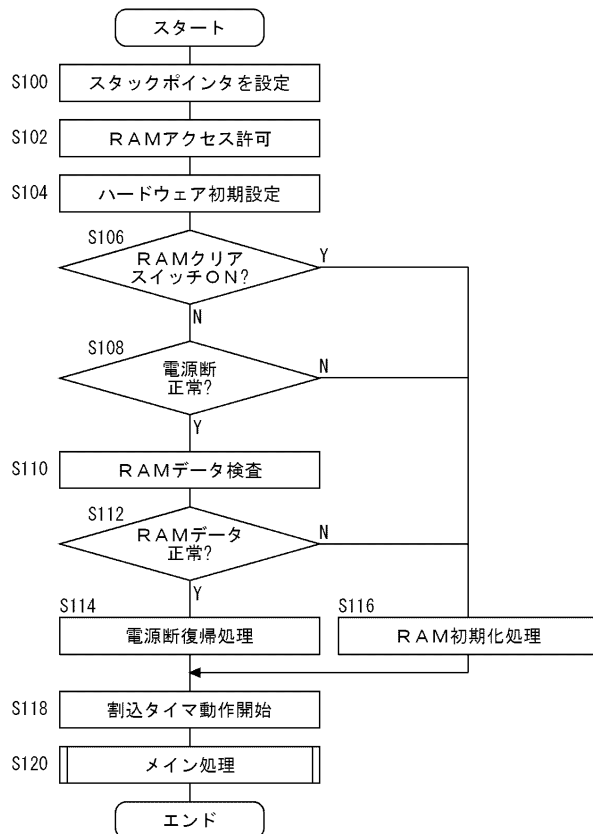 スタート
S100
スタックポインタを設定
S102
ＲＡＭアクセス許可
S104
ハードウェア初期設定
S106
ＲＡＭクリア
スイッチＯＮ?
Y
N
S108
電源断
正常?
N
Y
S110
ＲＡＭデータ検査
S112
ＲＡＭデータ
正常?
N
Y
S114
電源断復帰処理
S116
ＲＡＭ初期化処理
S118
割込タイマ動作開始
S120
メイン処理
エンド